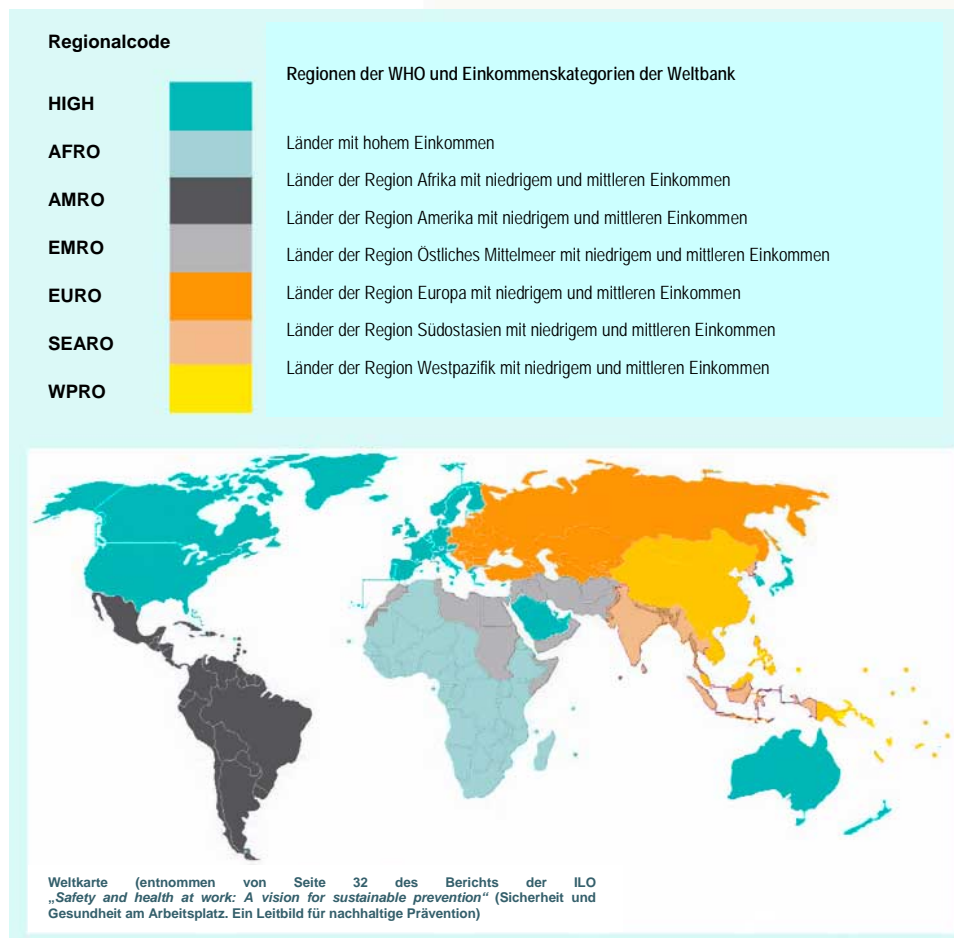 Regionalcode
Regionen der WHO und Einkommenskategorien der Weltbank
HIGH
AFRO
AMRO
EMRO
EURO
SEARO
WPRO
Länder mit hohem Einkommen
Länder der Region Afrika mit niedrigem und mittleren Einkommen
Länder der Region Amerika mit niedrigem und mittleren Einkommen
Länder der Region Östliches Mittelmeer mit niedrigem und mittleren Einkommen
Länder der Region Europa mit niedrigem und mittleren Einkommen
Länder der Region Südostasien mit niedrigem und mittleren Einkommen
Länder der Region Westpazifik mit niedrigem und mittleren Einkommen
Weltkarte (entnommen von Seite 32 des Berichts der ILO
„Safety and health at work: A vision for sustainable prevention“ (Sicherheit und
Gesundheit am Arbeitsplatz. Ein Leitbild für nachhaltige Prävention)